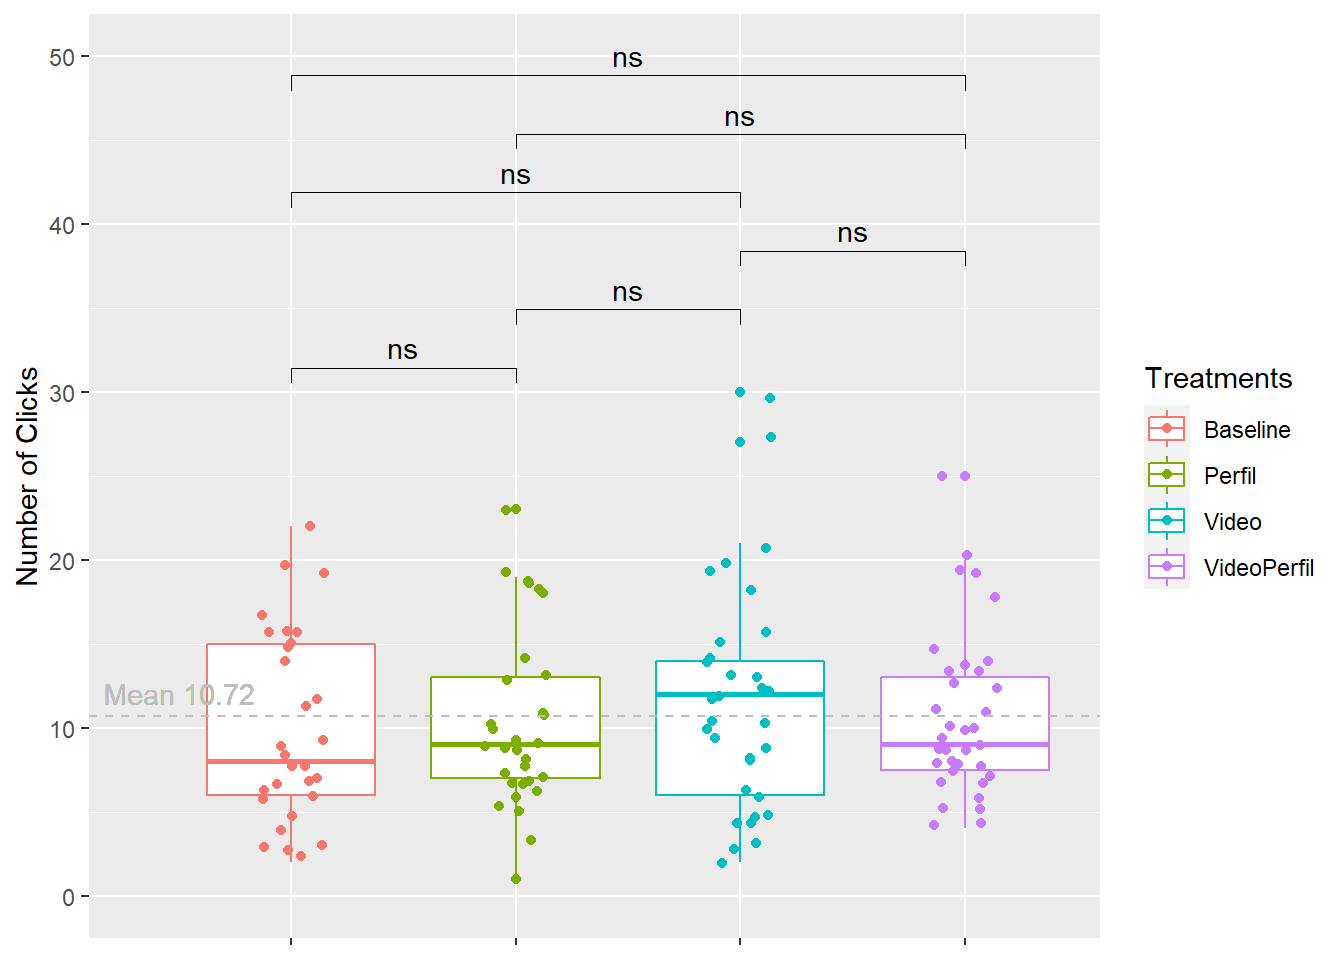 50
ns
ns
ns
40
ns
ns
ns
30
20
10
0
Number of Clicks
Mean 10.72
Treatments
Baseline
Perfil
Video
VideoPerfil